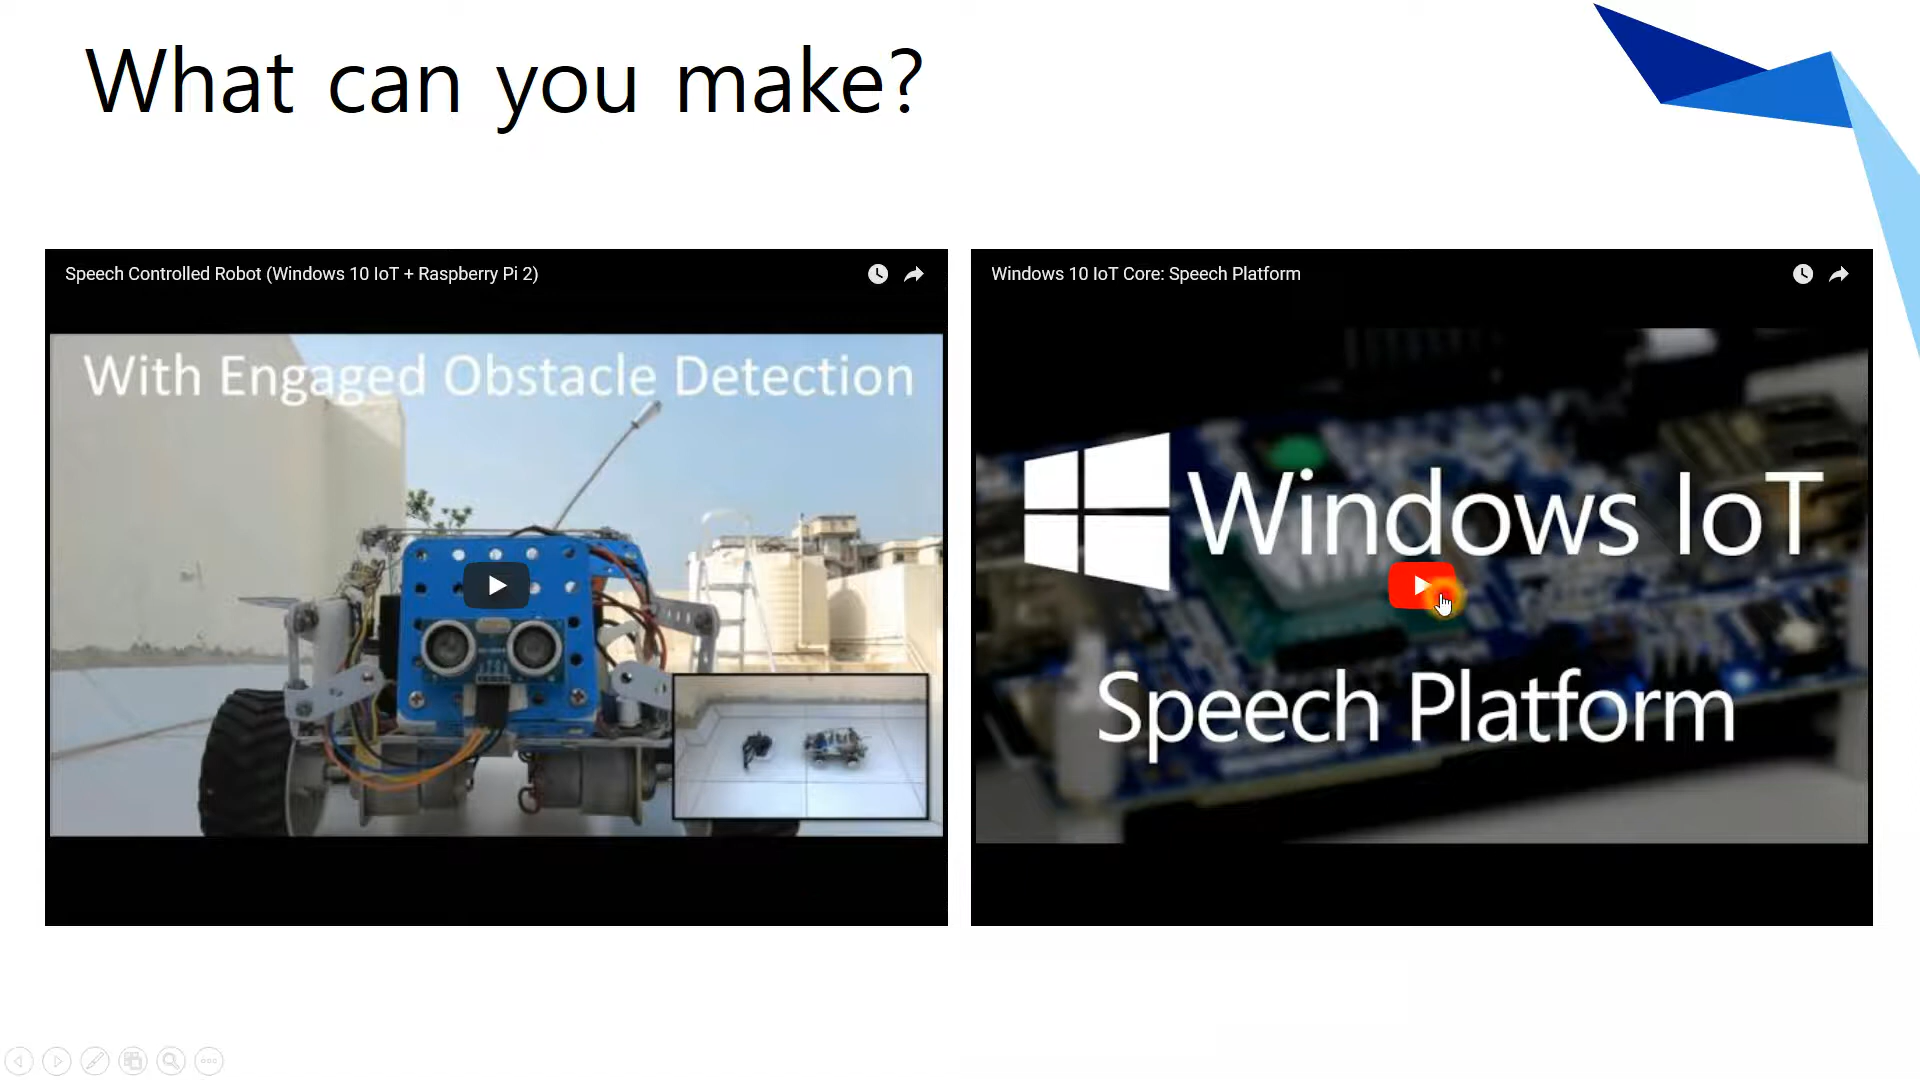 What can you make?
Speech Controlled Robot (Windows 10 IoT + Raspberry Pi 2)
With Engaged Obstacle Detection
Windows 10 IoT Core: Speech Platform
Windows IoT
Speech Platform